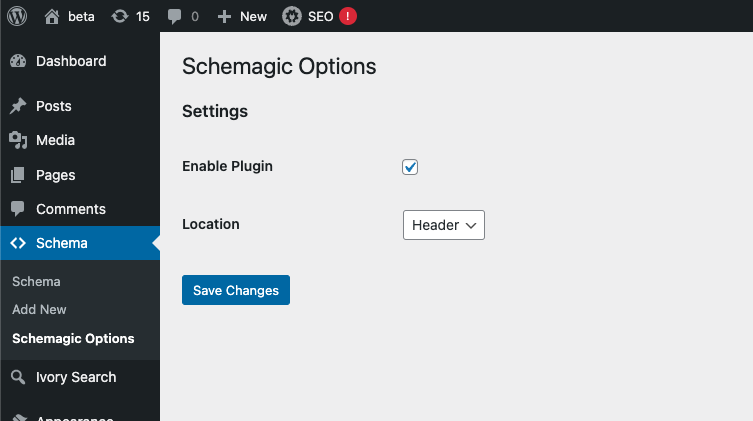 beta 15 0 New SEO !
Dashboard
Posts
Media
Pages
Comments
Schema
Schema
Add New
Schemagic Options
Ivory Search
Appearance
Schemagic Options
Settings
Enable Plugin
Location Header
Save Changes